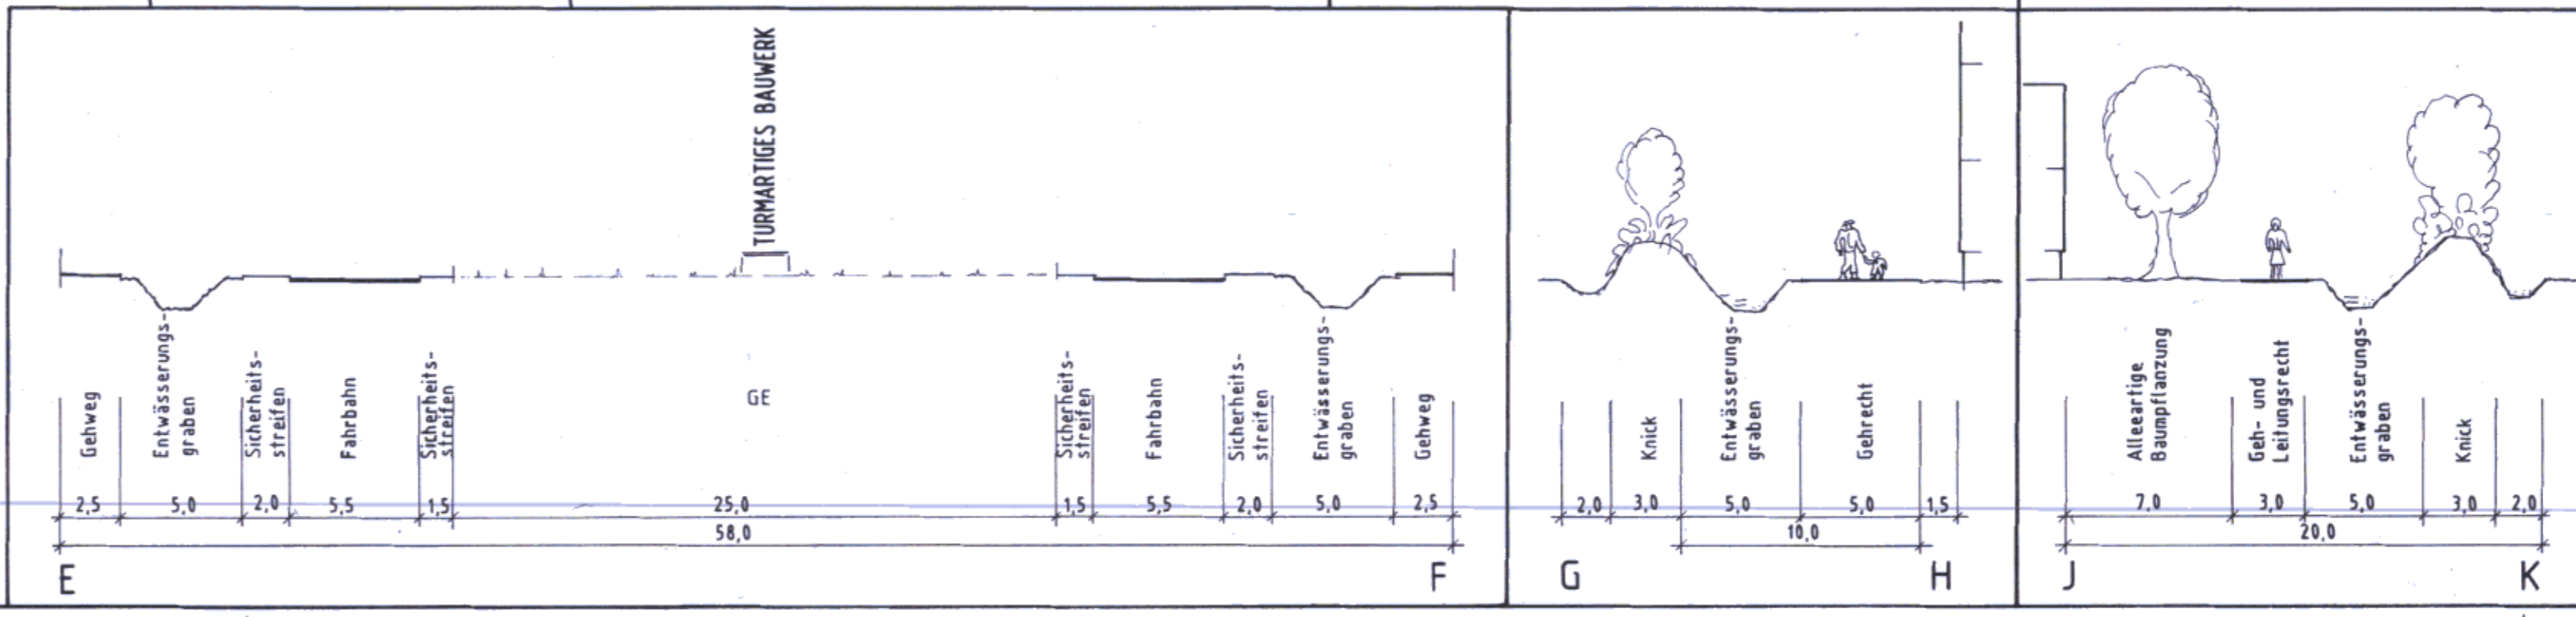 TURMARTIGES BAUWERK
Gehweg
Entwässerungs-
graben
Sicherheits-
streifen
Fahrbahn
Sicherheits-
streifen
GE
Sicherheits-
streifen
Fahrbahn
Sicherheits-
streifen
Entwässerungs-
graben
Gehweg
2,5 5,0 2,0 5,5 1,5 25,0 1,5 5,5 2,0 5,0 2,5
58,0
E F
Knick
Entwässerungs-
graben
Gehrecht
2,0 3,0 5,0 5,0 1,5
10,0
G H
Alleeartige
Baumpflanzung
Geh- und
Leitungsrecht
Entwässerungs-
graben
Knick
7,0 3,0 5,0 3,0 2,0
20,0
J K